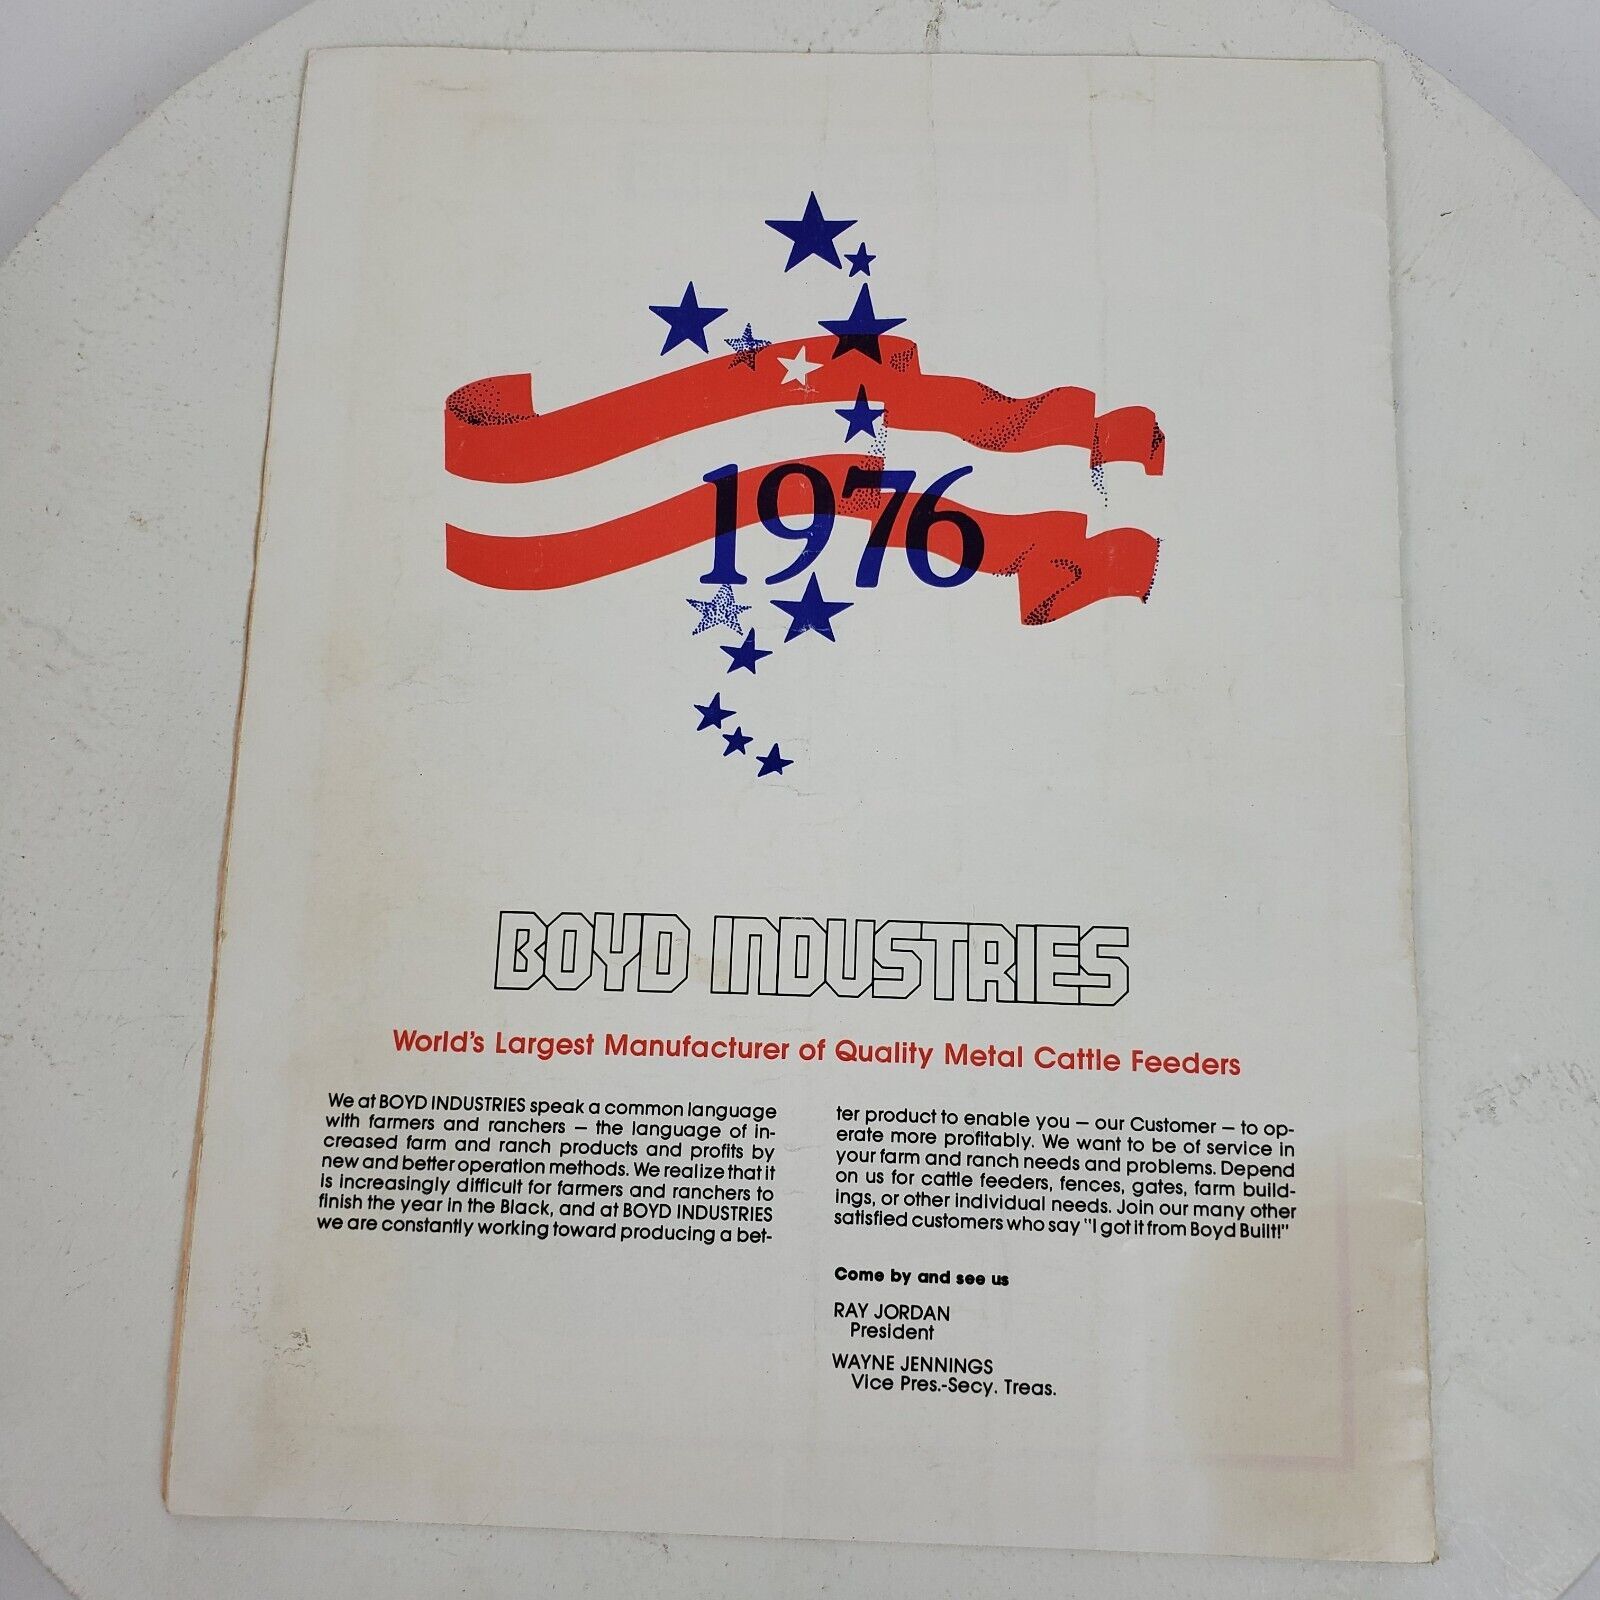 1976
BOYD INDUSTRIES
World's Largest Manufacturer of Quality Metal Cattle Feeders
We at BOYD INDUSTRIES speak a common language
with farmers and ranchers – the language of in-
creased farm and ranch products and profits by
new and better operation methods. We realize that it
is increasingly difficult for farmers and ranchers to
finish the year in the Black, and at BOYD INDUSTRIES
we are constantly working toward producing a bet-
ter product to enable you – our Customer – to op-
erate more profitably. We want to be of service in
your farm and ranch needs and problems. Depend
on us for cattle feeders, fences, gates, farm build-
ings, or other individual needs. Join our many other
satisfied customers who say "I got it from Boyd Built!"
Come by and see us
RAY JORDAN
President
WAYNE JENNINGS
Vice Pres.-Secy. Treas.